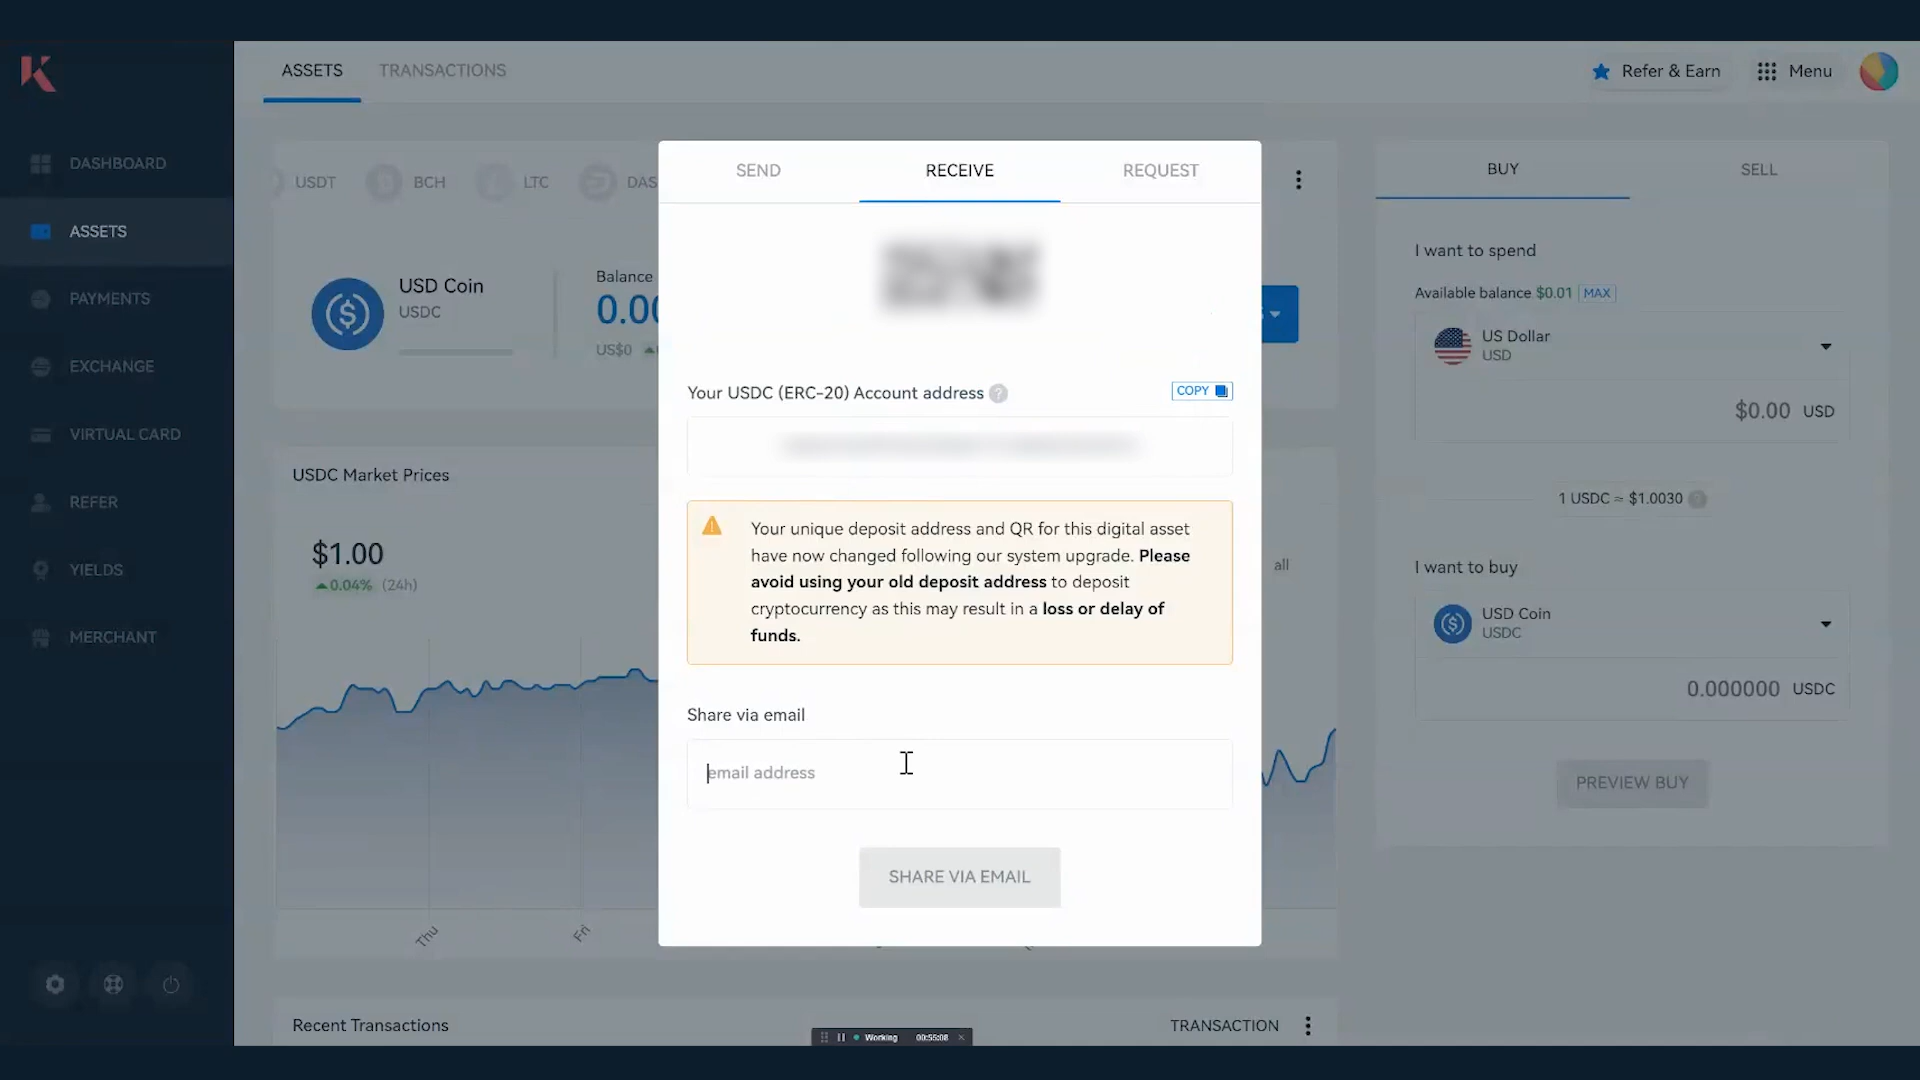 ASSETS
TRANSACTIONS
Refer & Earn
Menu
DASHBOARD
ASSETS
PAYMENTS
EXCHANGE
VIRTUAL CARD
REFER
YIELDS
MERCHANT
USDT
BCH
LTC
DAS
USD Coin
USDC
Balance
0.00
US$0
USDC Market Prices
$1.00
0.04% (24h)
all
Thu
Fri
Recent Transactions
TRANSACTION
SEND
RECEIVE
REQUEST
Your USDC (ERC-20) Account address ?
COPY
Your unique deposit address and QR for this digital asset
have now changed following our system upgrade. Please
avoid using your old deposit address to deposit
cryptocurrency as this may result in a loss or delay of
funds.
Share via email
email address
SHARE VIA EMAIL
BUY
SELL
I want to spend
Available balance $0.01 MAX
US Dollar
USD
$0.00 USD
1 USDC ≈ $1.0030 ?
I want to buy
USD Coin
USDC
0.000000 USDC
PREVIEW BUY
Working 00:55:08